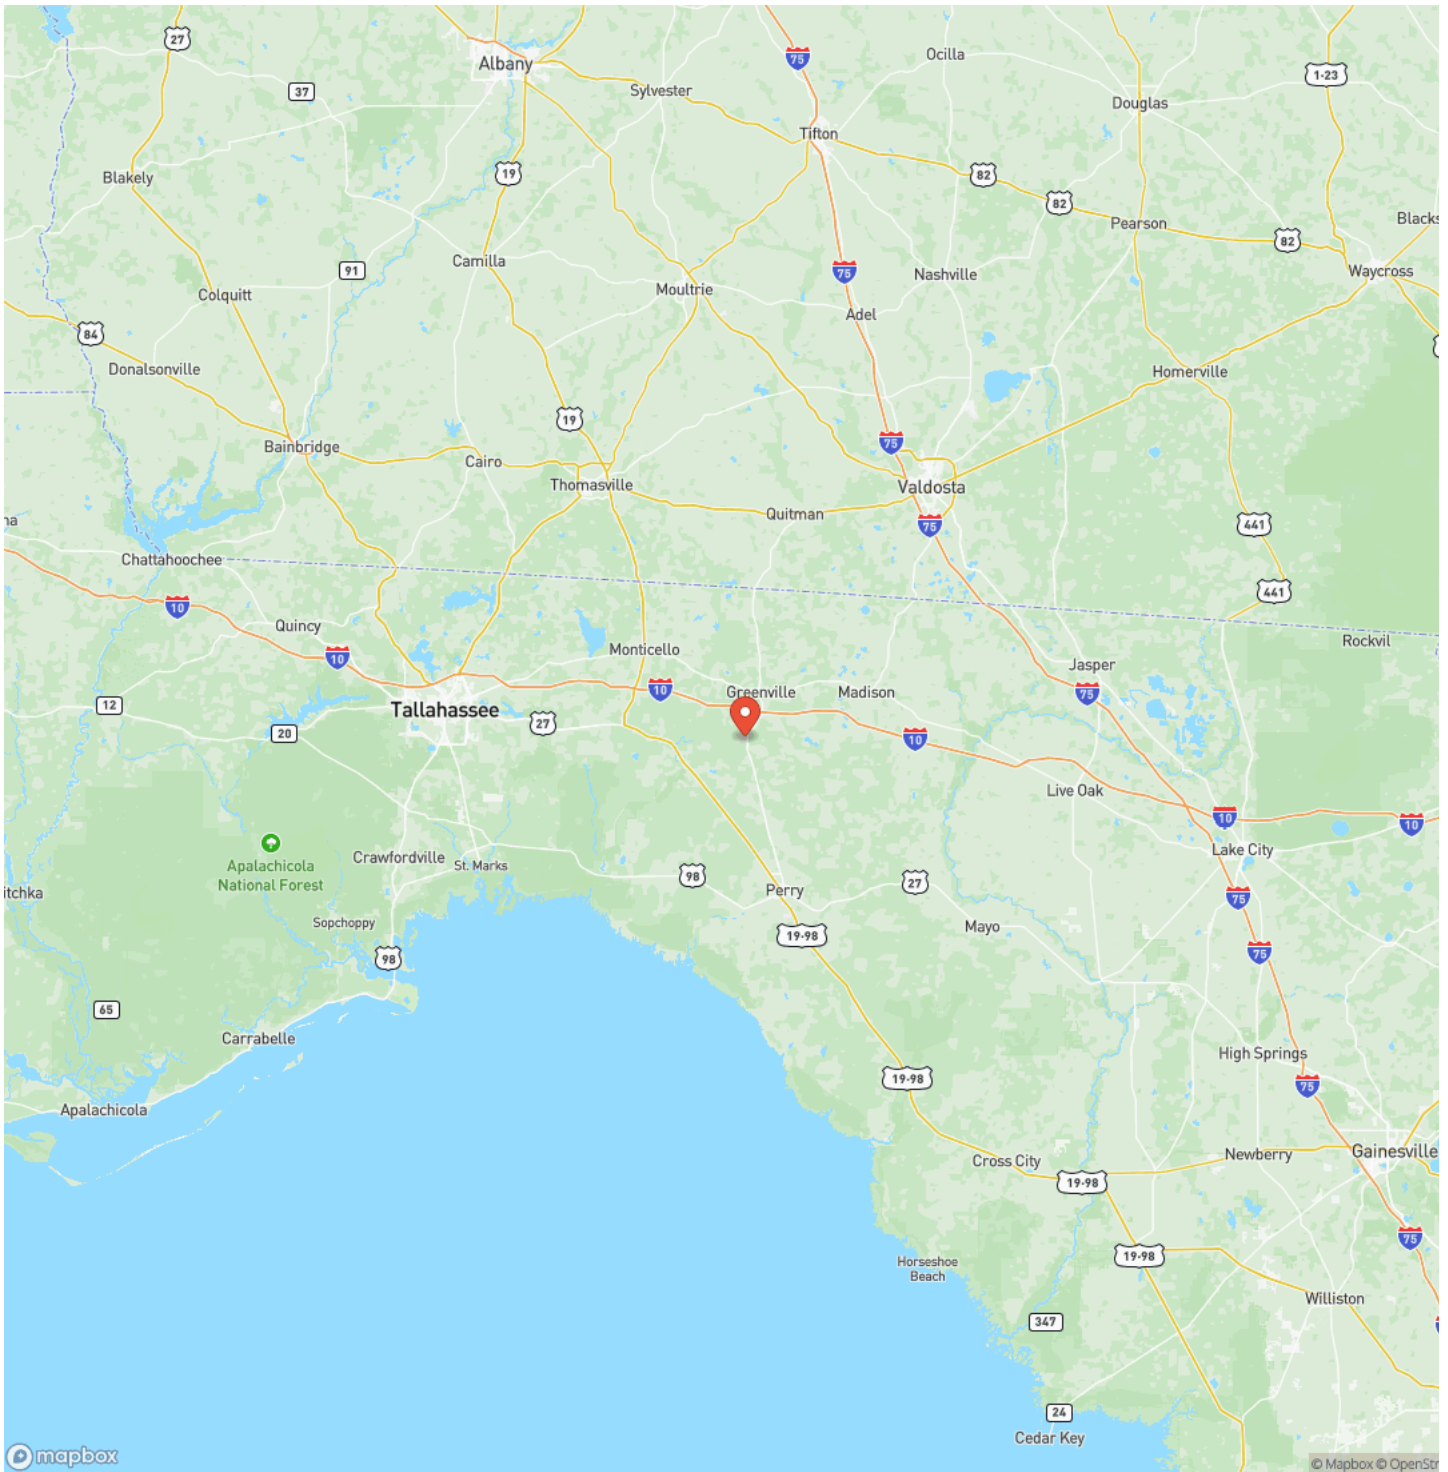 27
Albany
75
Ocilla
1-23
37
Sylvester
Douglas
Tifton
Blakely
19
82
82
Pearson
82
Blacks
Camilla
91
75
Nashville
Waycross
Moultrie
Colquitt
Adel
84
Donalsonville
Homerville
19
75
Bainbridge
Cairo
Thomasville
Valdosta
Quitman
na
75
441
Chattahoochee
441
10
Quincy
Rockvil
10
Monticello
Jasper
10
Greenville
Madison
75
12
Tallahassee
27
20
10
Live Oak
10
10
Apalachicola
National Forest
Crawfordville
St. Marks
Lake City
98
27
itchka
Perry
75
Sopchoppy
Mayo
19-98
98
75
65
Carrabelle
High Springs
19-98
75
Apalachicola
Cross City
Newberry
Gainesville
19-98
75
19-98
Horseshoe
Beach
Williston
347
24
Cedar Key
mapbox
© Mapbox © OpenStr